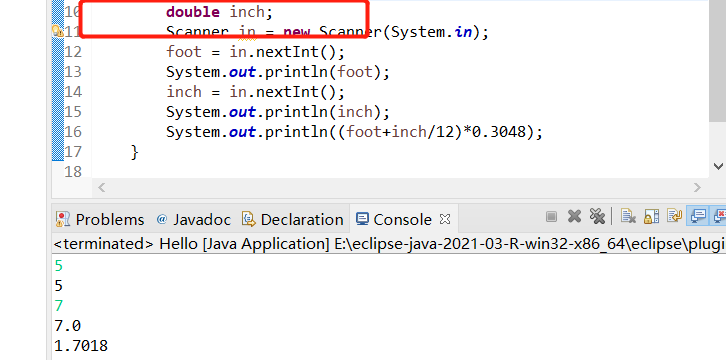 10 double inch;
11 Scanner in = new Scanner(System.in);
12 foot = in.nextInt();
13 System.out.println(foot);
14 inch = in.nextInt();
15 System.out.println(inch);
16 System.out.println((foot+inch/12)*0.3048);
17 }
18
Problems @ Javadoc Declaration Console
<terminated> Hello [Java Application] E:\eclipse-java-2021-03-R-win32-x86_64\eclipse\plugi
5
5
7
7.0
1.7018